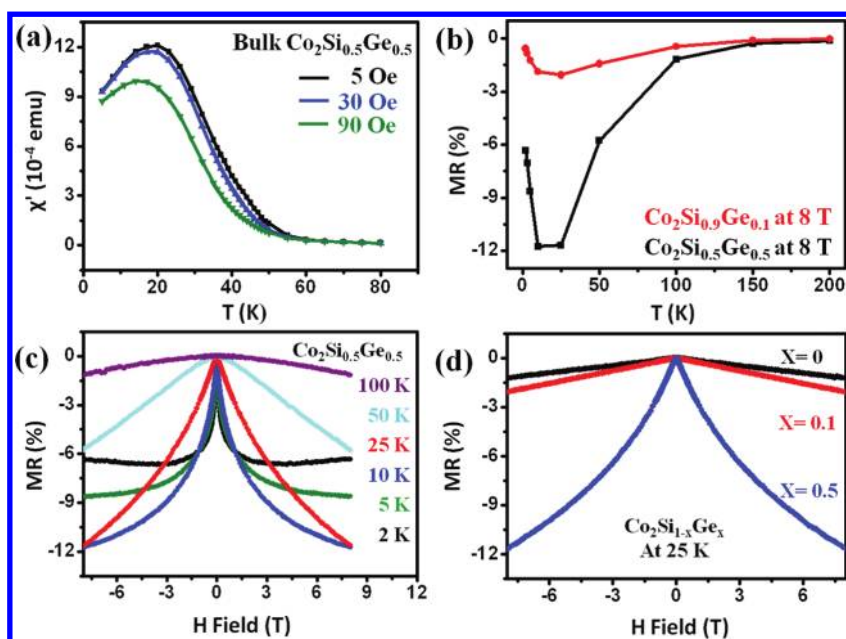 (a)
Bulk Co₂Si₀.₅Ge₀.₅
5 Oe
30 Oe
90 Oe
χ' (10⁻⁴ emu)
12
9
6
3
0
0 20 40 60 80
T (K)
(b)
MR (%)
0
-3
-6
-9
-12
Co₂Si₀.₉Ge₀.₁ at 8 T
Co₂Si₀.₅Ge₀.₅ at 8 T
0 50 100 150 200
T (K)
(c)
Co₂Si₀.₅Ge₀.₅
100 K
50 K
25 K
10 K
5 K
2 K
MR (%)
0
-3
-6
-9
-12
-6 -3 0 3 6 9 12
H Field (T)
(d)
X= 0
X= 0.1
X= 0.5
Co₂Si₁₋ₓGeₓ
At 25 K
MR (%)
0
-3
-6
-9
-12
-6 -3 0 3 6
H Field (T)